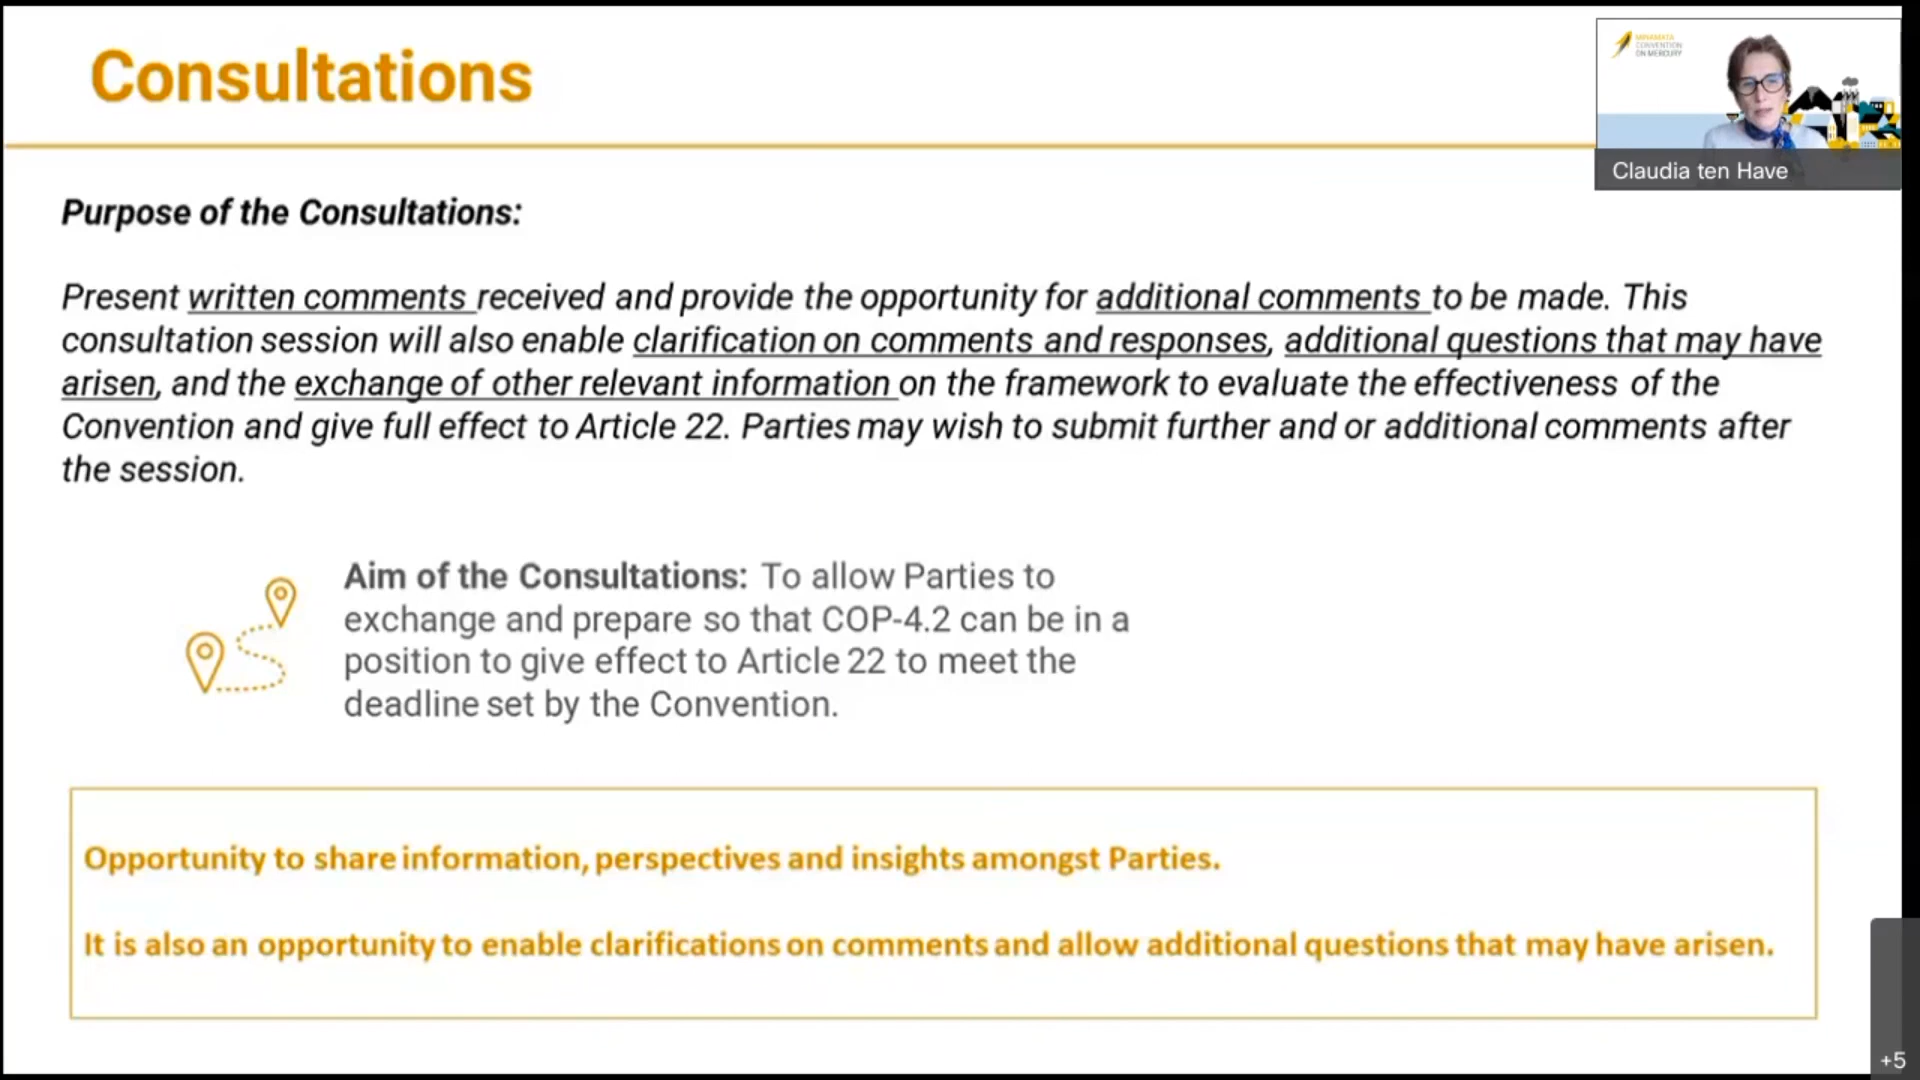 Consultations
MINAMATA
CONVENTION
ON MERCURY
Claudia ten Have
Purpose of the Consultations:
Present written comments received and provide the opportunity for additional comments to be made. This
consultation session will also enable clarification on comments and responses, additional questions that may have
arisen, and the exchange of other relevant information on the framework to evaluate the effectiveness of the
Convention and give full effect to Article 22. Parties may wish to submit further and or additional comments after
the session.
Aim of the Consultations: To allow Parties to
exchange and prepare so that COP-4.2 can be in a
position to give effect to Article 22 to meet the
deadline set by the Convention.
Opportunity to share information, perspectives and insights amongst Parties.
It is also an opportunity to enable clarifications on comments and allow additional questions that may have arisen.
+5